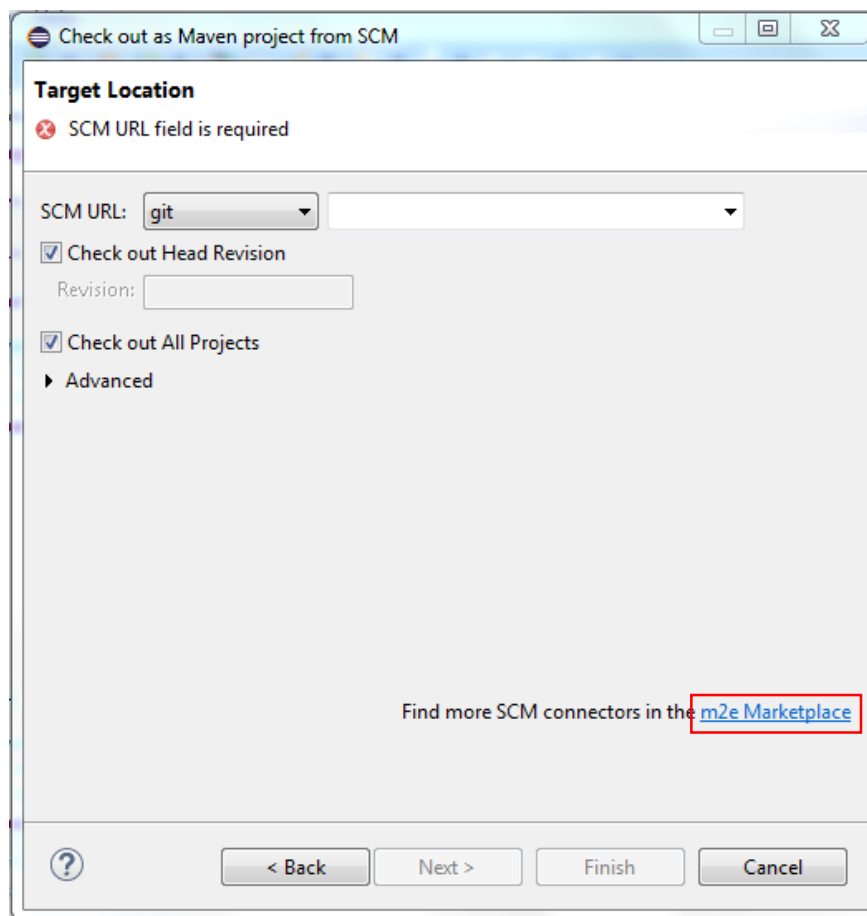 Check out as Maven project from SCM
Target Location
SCM URL field is required
SCM URL: git
Check out Head Revision
Revision:
Check out All Projects
Advanced
Find more SCM connectors in the m2e Marketplace
? < Back Next > Finish Cancel